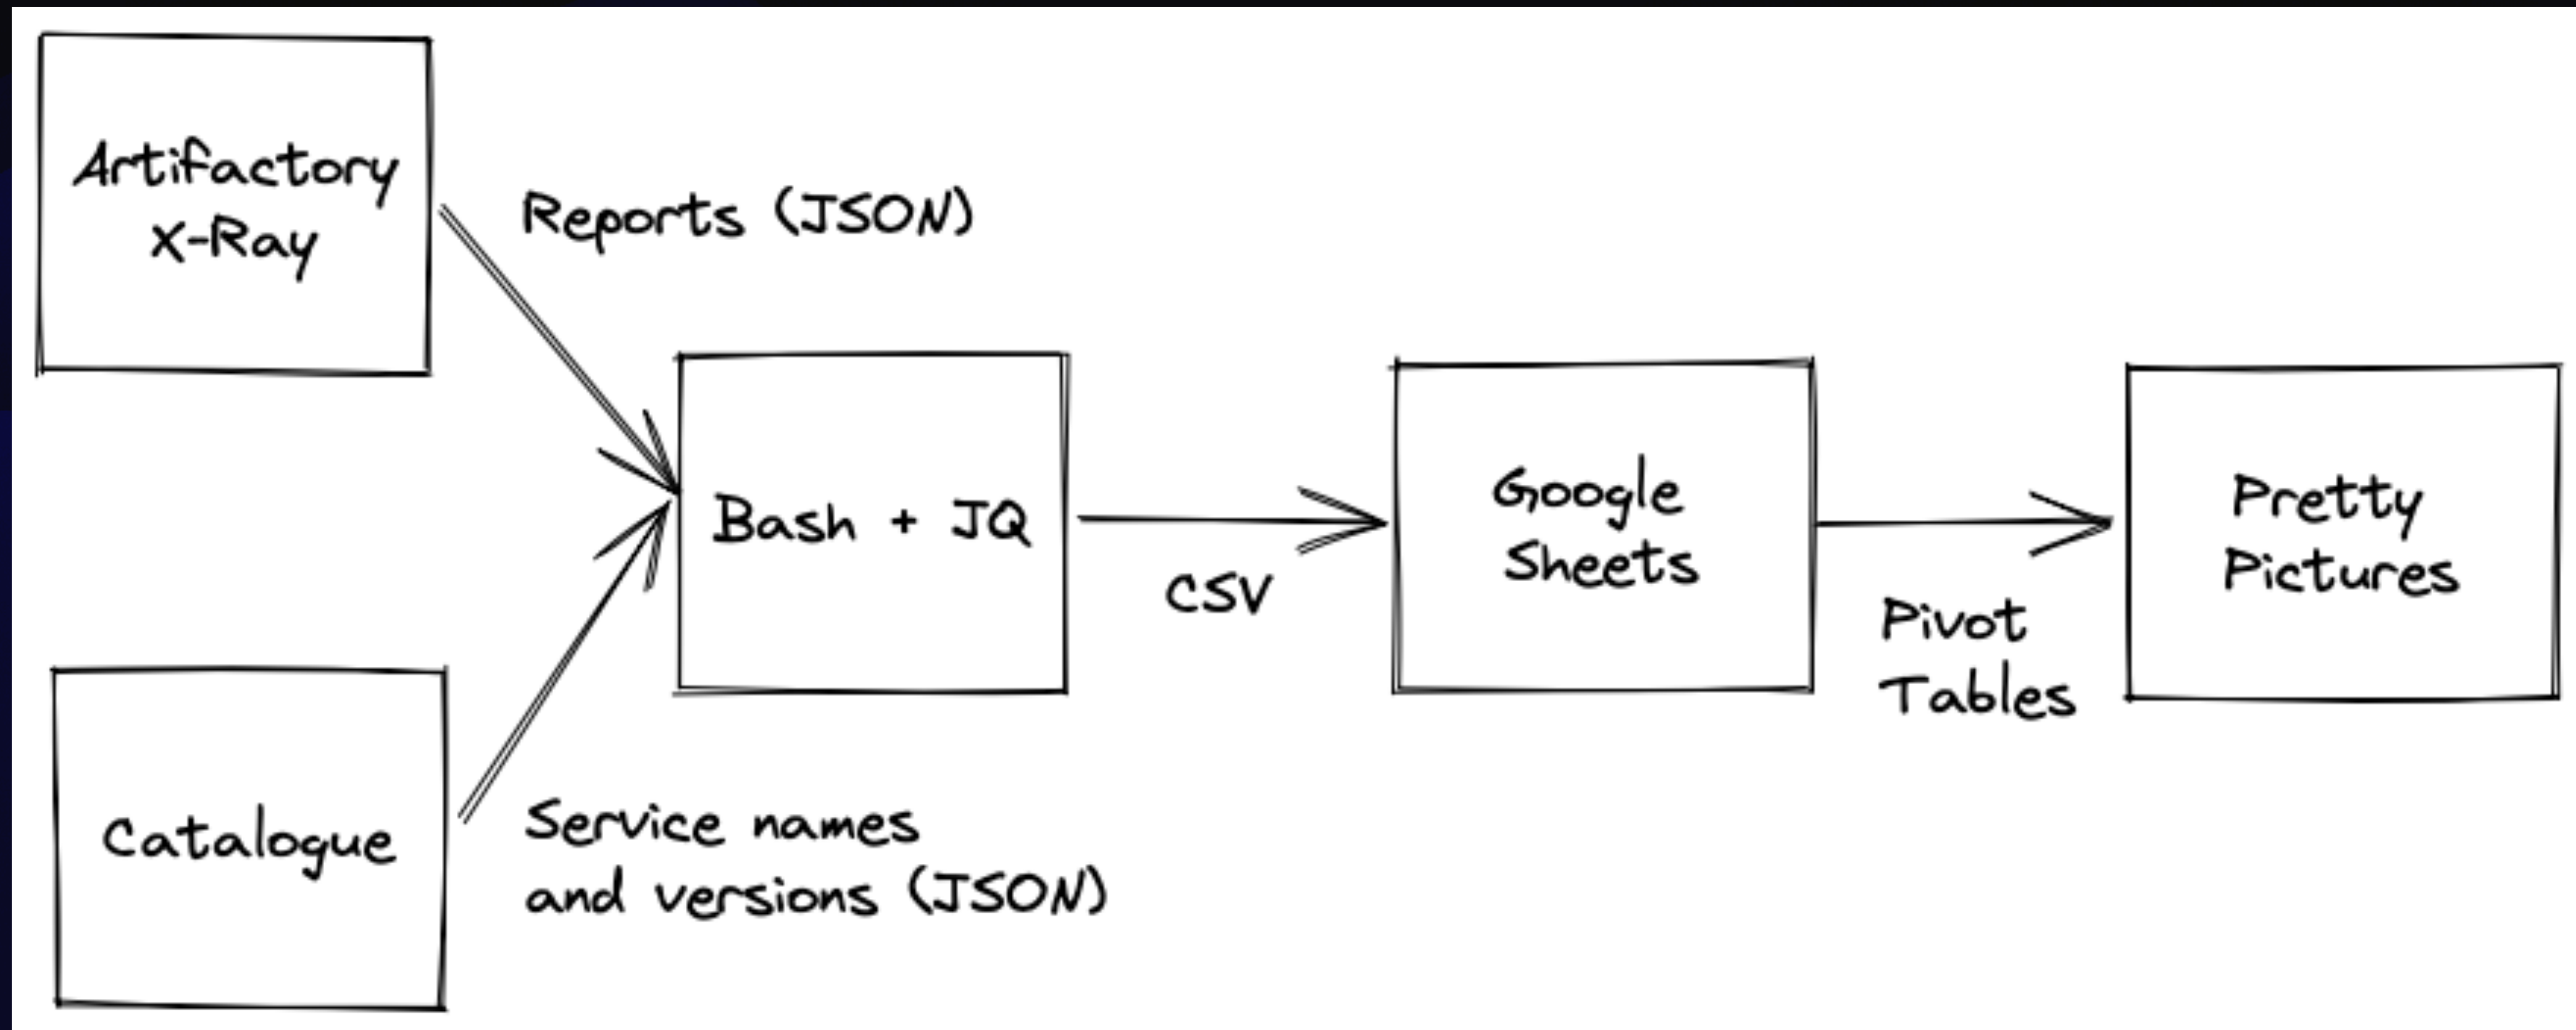 Artifactory
X-Ray
Reports (JSON)
Bash + JQ
CSV
Google
Sheets
Pivot
Tables
Pretty
Pictures
Catalogue
Service names
and versions (JSON)